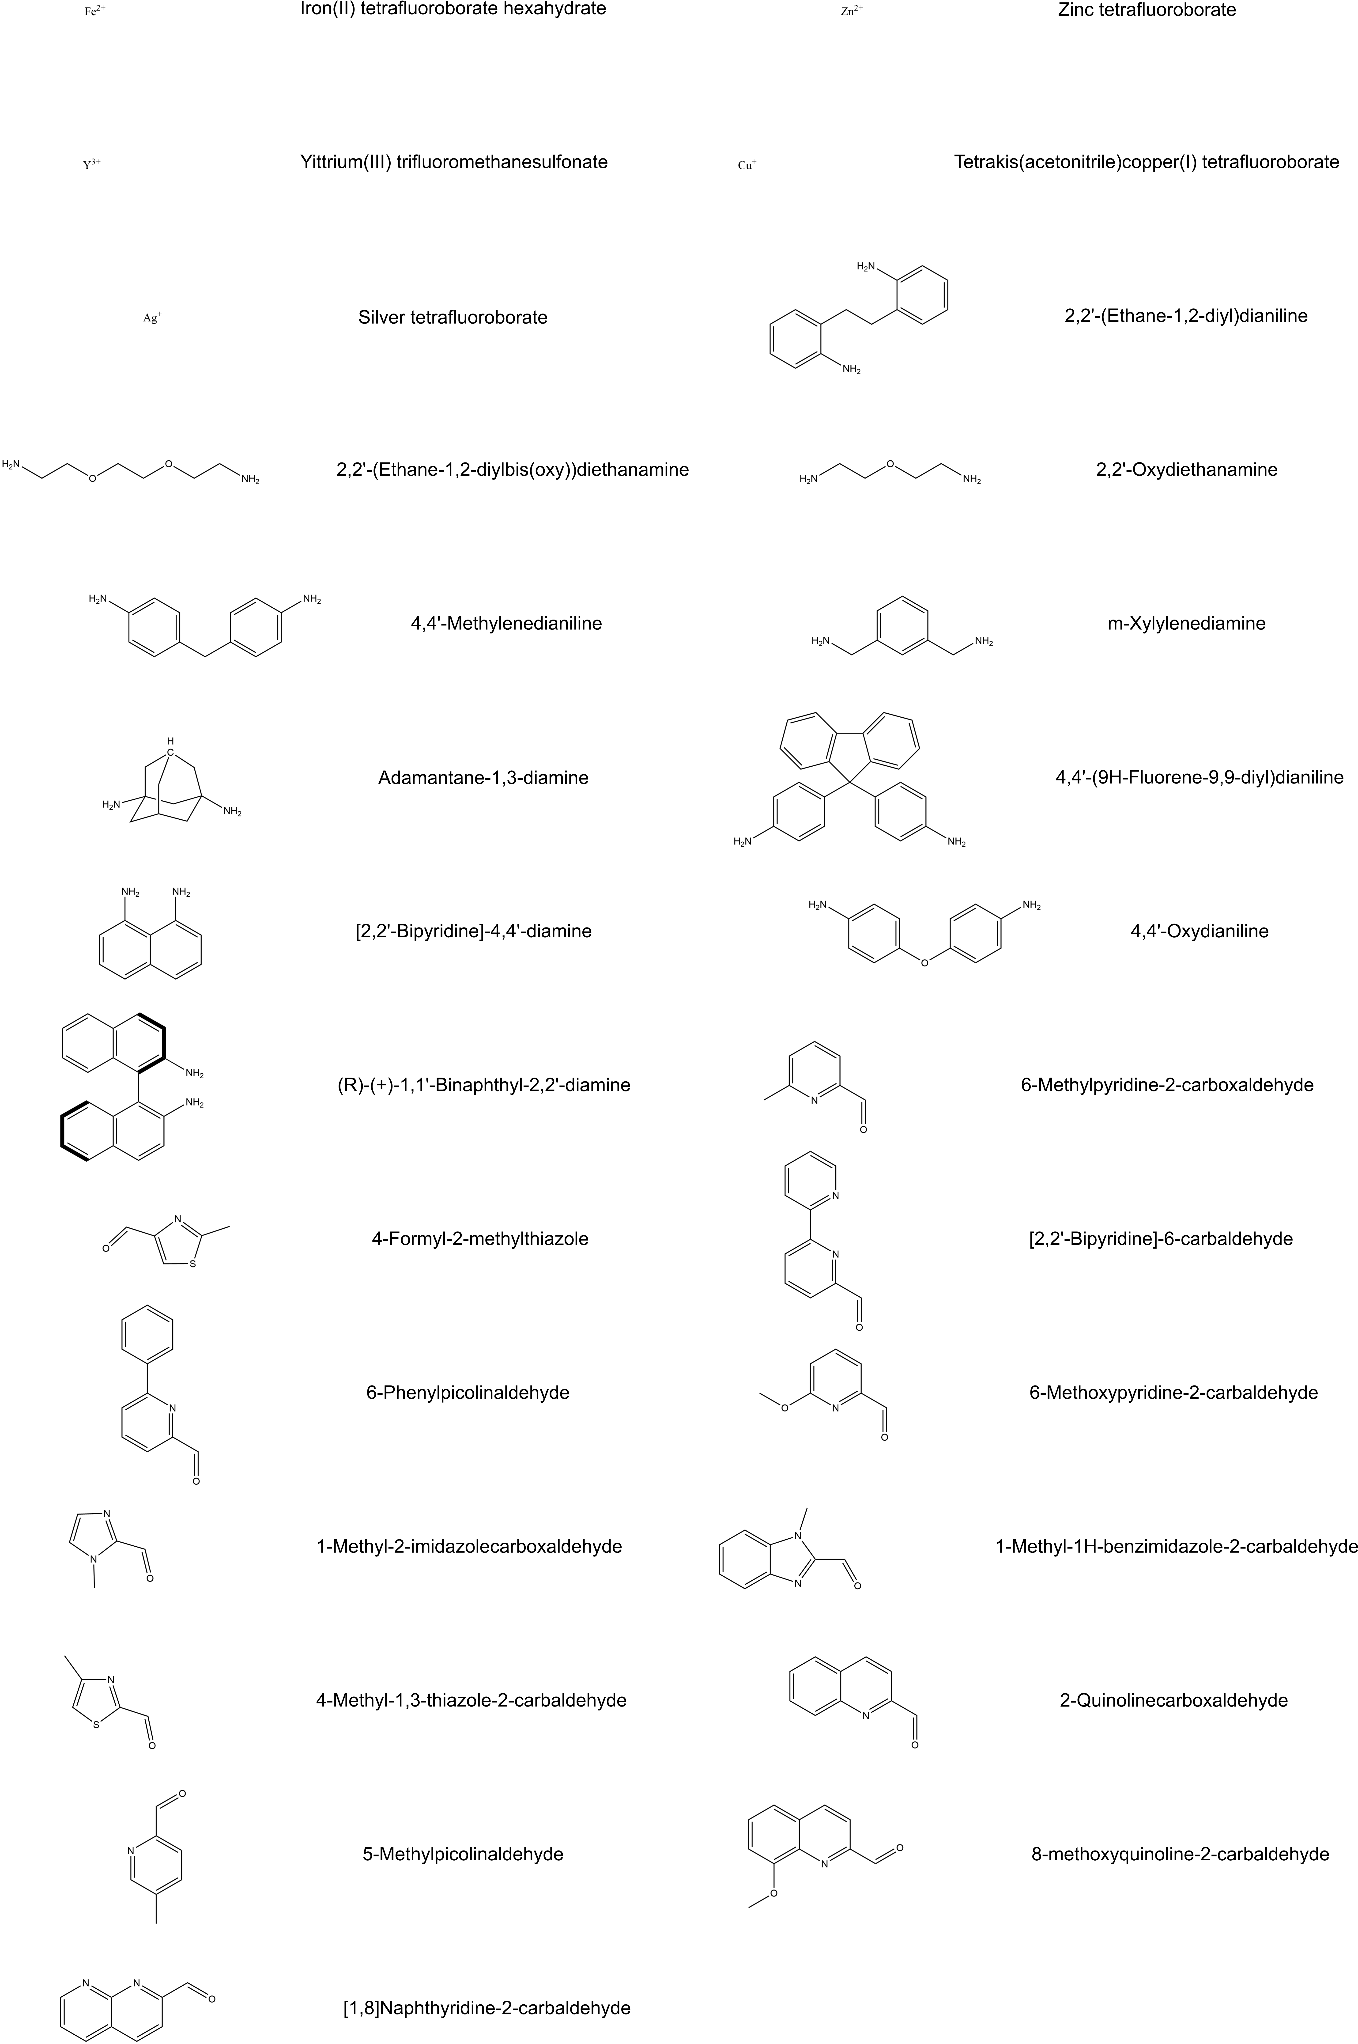 Fe²⁺
Iron(II) tetrafluoroborate hexahydrate
Zn²⁺
Zinc tetrafluoroborate
Y³⁺
Yittrium(III) trifluoromethanesulfonate
Cu⁺
Tetrakis(acetonitrile)copper(I) tetrafluoroborate
Ag⁺
Silver tetrafluoroborate
H₂N
NH₂
2,2'-(Ethane-1,2-diyl)dianiline
H₂N
O
O
NH₂
2,2'-(Ethane-1,2-diylbis(oxy))diethanamine
H₂N
O
NH₂
2,2'-Oxydiethanamine
H₂N
NH₂
4,4'-Methylenedianiline
H₂N
NH₂
m-Xylylenediamine
H
C
H₂N
NH₂
Adamantane-1,3-diamine
H₂N
NH₂
4,4'-(9H-Fluorene-9,9-diyl)dianiline
NH₂
NH₂
[2,2'-Bipyridine]-4,4'-diamine
H₂N
O
NH₂
4,4'-Oxydianiline
NH₂
NH₂
(R)-(+)-1,1'-Binaphthyl-2,2'-diamine
N
O
6-Methylpyridine-2-carboxaldehyde
O
N
S
4-Formyl-2-methylthiazole
N
N
O
[2,2'-Bipyridine]-6-carbaldehyde
N
O
6-Phenylpicolinaldehyde
O
N
O
6-Methoxypyridine-2-carbaldehyde
N
N
O
1-Methyl-2-imidazolecarboxaldehyde
N
N
O
1-Methyl-1H-benzimidazole-2-carbaldehyde
N
S
O
4-Methyl-1,3-thiazole-2-carbaldehyde
N
O
2-Quinolinecarboxaldehyde
O
N
5-Methylpicolinaldehyde
O
N
O
8-methoxyquinoline-2-carbaldehyde
N
N
O
[1,8]Naphthyridine-2-carbaldehyde